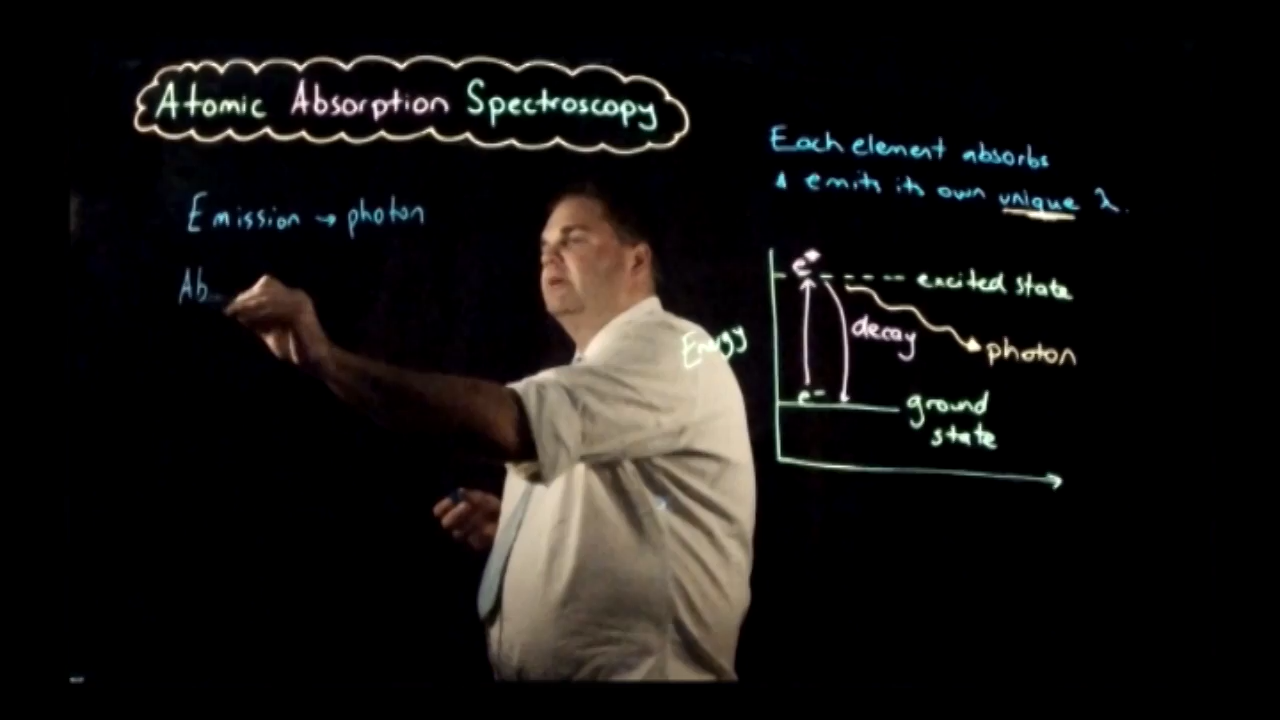 Atomic Absorption Spectroscopy
Emission → photon
Ab
Each element absorbs
& emits its own unique λ.
e*
excited state
decay
Energy
photon
e-
ground
state